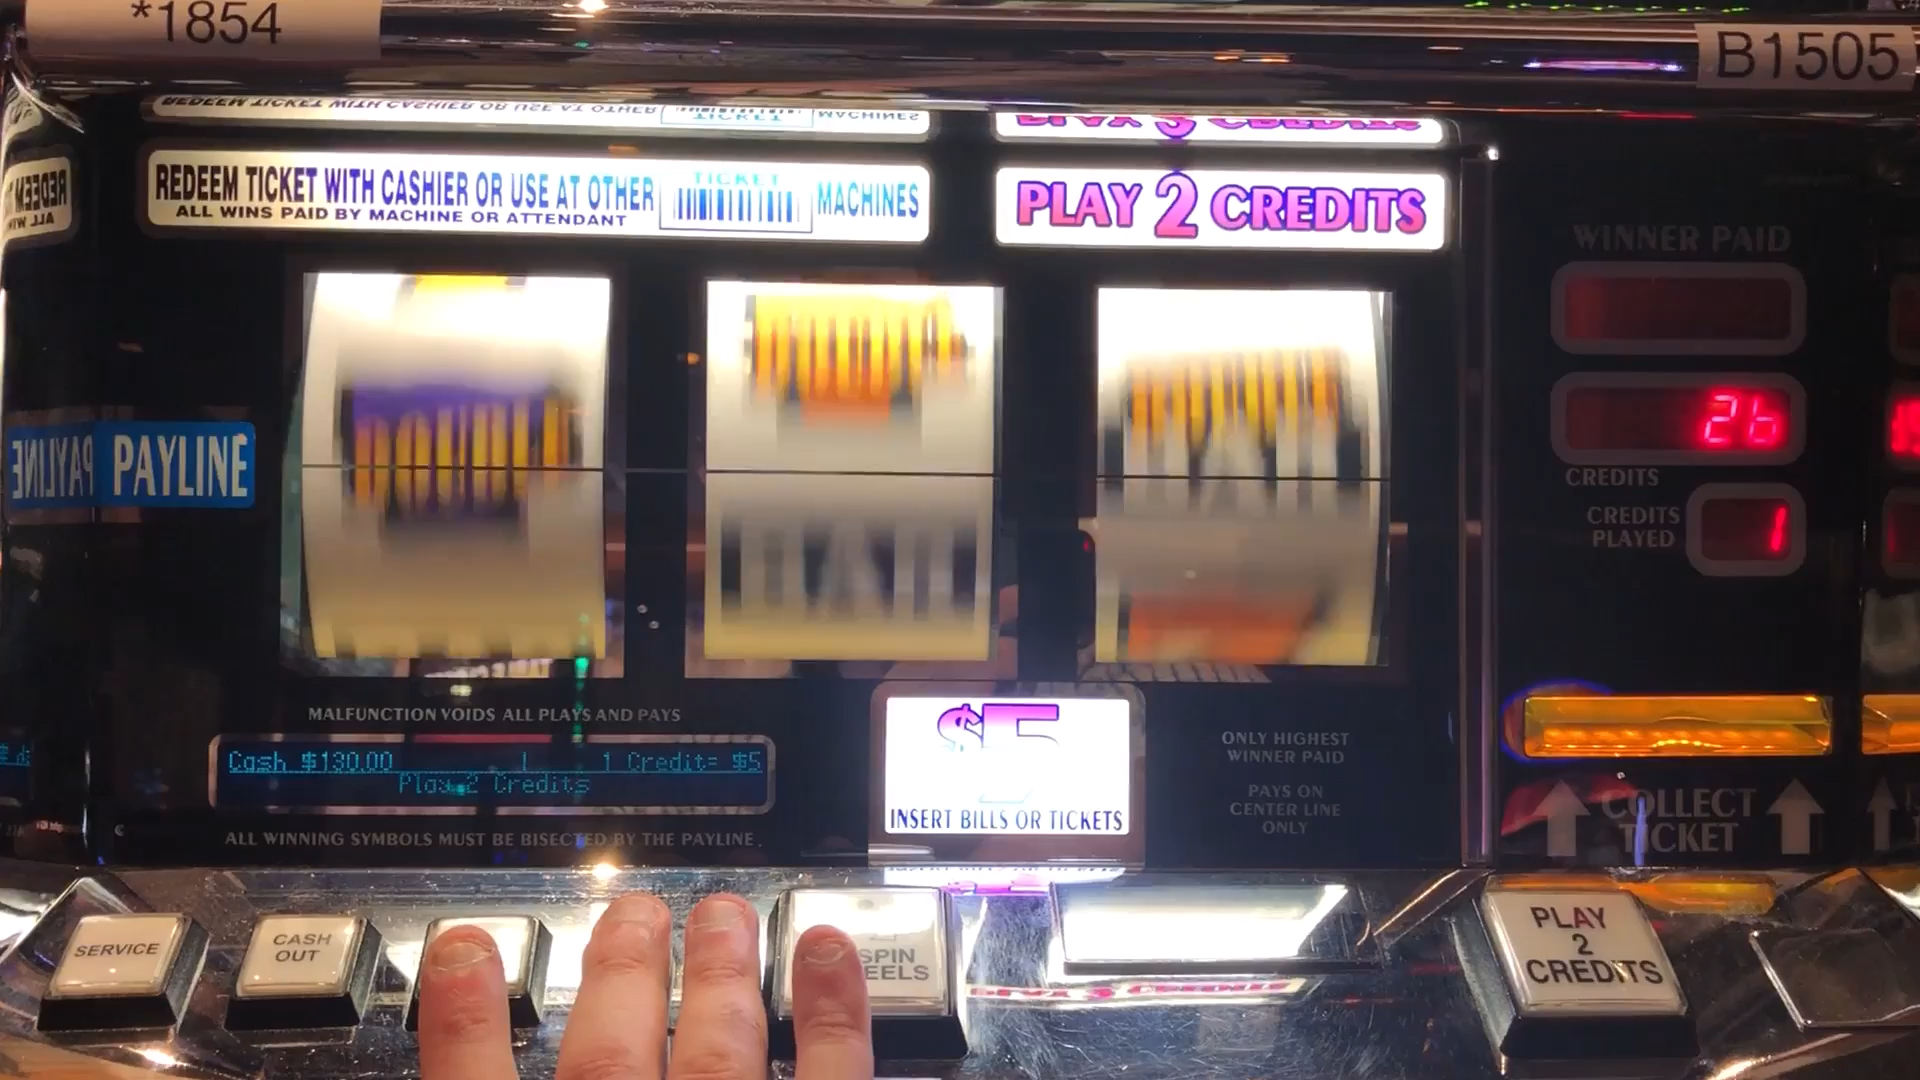 *1854
B1505
REDEEM TICKET WITH CASHIER OR USE AT OTHER TICKET MACHINES
ALL WINS PAID BY MACHINE OR ATTENDANT
PLAY 2 CREDITS
WINNER PAID
26
CREDITS
CREDITS
PLAYED
1
PAYLINE
MALFUNCTION VOIDS ALL PLAYS AND PAYS
Cash $130.00 1 Credit= $5
Play 2 Credits
ALL WINNING SYMBOLS MUST BE BISECTED BY THE PAYLINE.
$5
INSERT BILLS OR TICKETS
ONLY HIGHEST
WINNER PAID
PAYS ON
CENTER LINE
ONLY
COLLECT
TICKET
SERVICE
CASH
OUT
SPIN
PLAY
2
CREDITS